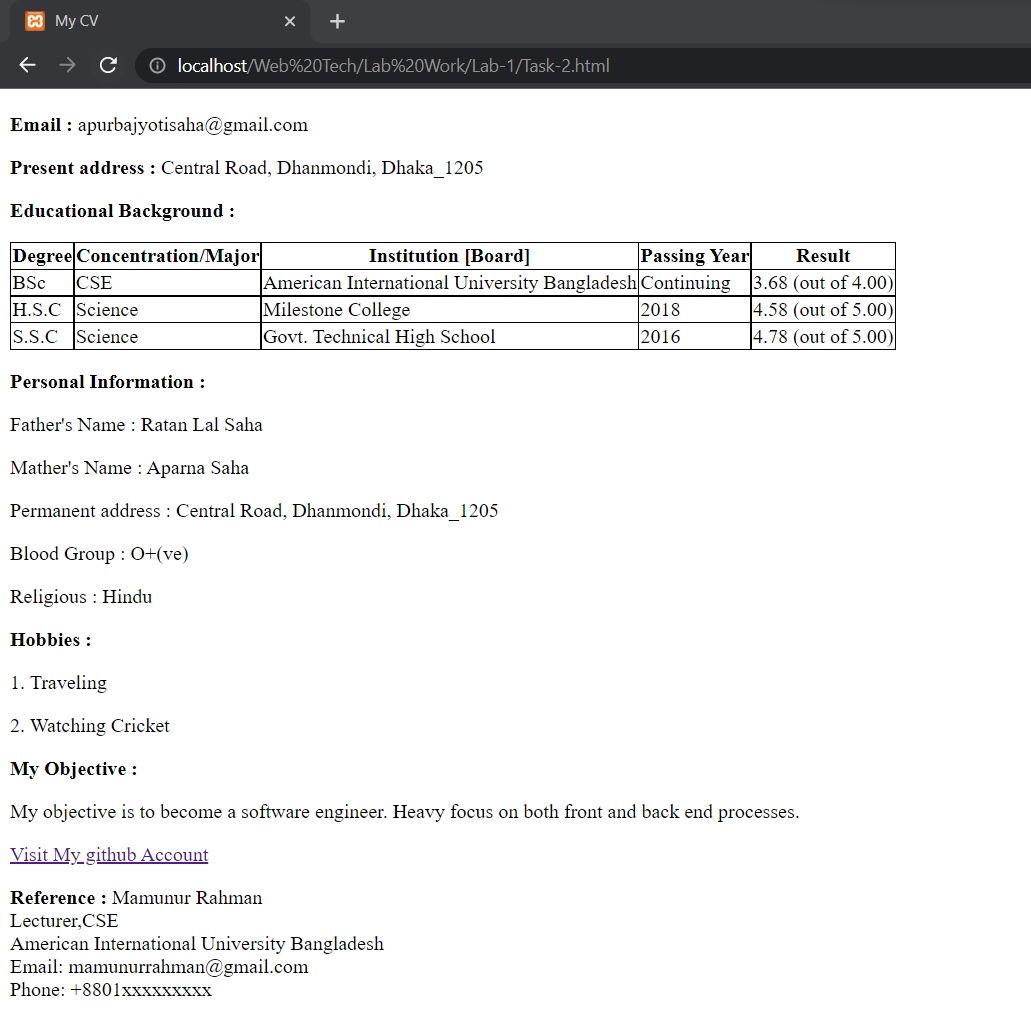 My CV
localhost/Web%20Tech/Lab%20Work/Lab-1/Task-2.html
Email : apurbajyotisaha@gmail.com
Present address : Central Road, Dhanmondi, Dhaka_1205
Educational Background :
Degree Concentration/Major Institution [Board] Passing Year Result
BSc CSE American International University Bangladesh Continuing 3.68 (out of 4.00)
H.S.C Science Milestone College 2018 4.58 (out of 5.00)
S.S.C Science Govt. Technical High School 2016 4.78 (out of 5.00)
Personal Information :
Father's Name : Ratan Lal Saha
Mather's Name : Aparna Saha
Permanent address : Central Road, Dhanmondi, Dhaka_1205
Blood Group : O+(ve)
Religious : Hindu
Hobbies :
1. Traveling
2. Watching Cricket
My Objective :
My objective is to become a software engineer. Heavy focus on both front and back end processes.
Visit My github Account
Reference : Mamunur Rahman
Lecturer,CSE
American International University Bangladesh
Email: mamunurrahman@gmail.com
Phone: +8801xxxxxxxxx